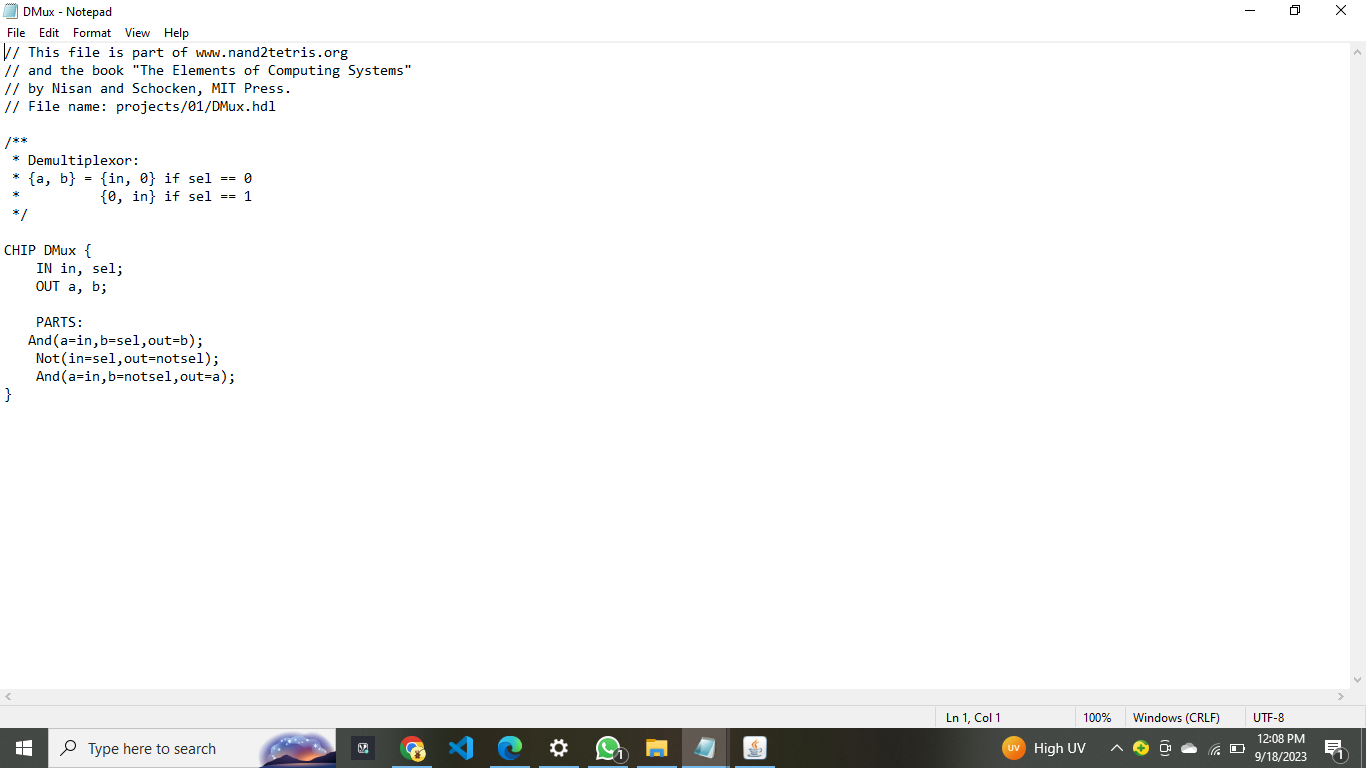 DMux - Notepad
File Edit Format View Help
// This file is part of www.nand2tetris.org
// and the book "The Elements of Computing Systems"
// by Nisan and Schocken, MIT Press.
// File name: projects/01/DMux.hdl
/**
 * Demultiplexor:
 * {a, b} = {in, 0} if sel == 0
 *          {0, in} if sel == 1
 */
CHIP DMux {
    IN in, sel;
    OUT a, b;
    PARTS:
   And(a=in,b=sel,out=b);
    Not(in=sel,out=notsel);
    And(a=in,b=notsel,out=a);
}
Ln 1, Col 1 100% Windows (CRLF) UTF-8
Type here to search 1 UV High UV 12:08 PM 1
9/18/2023